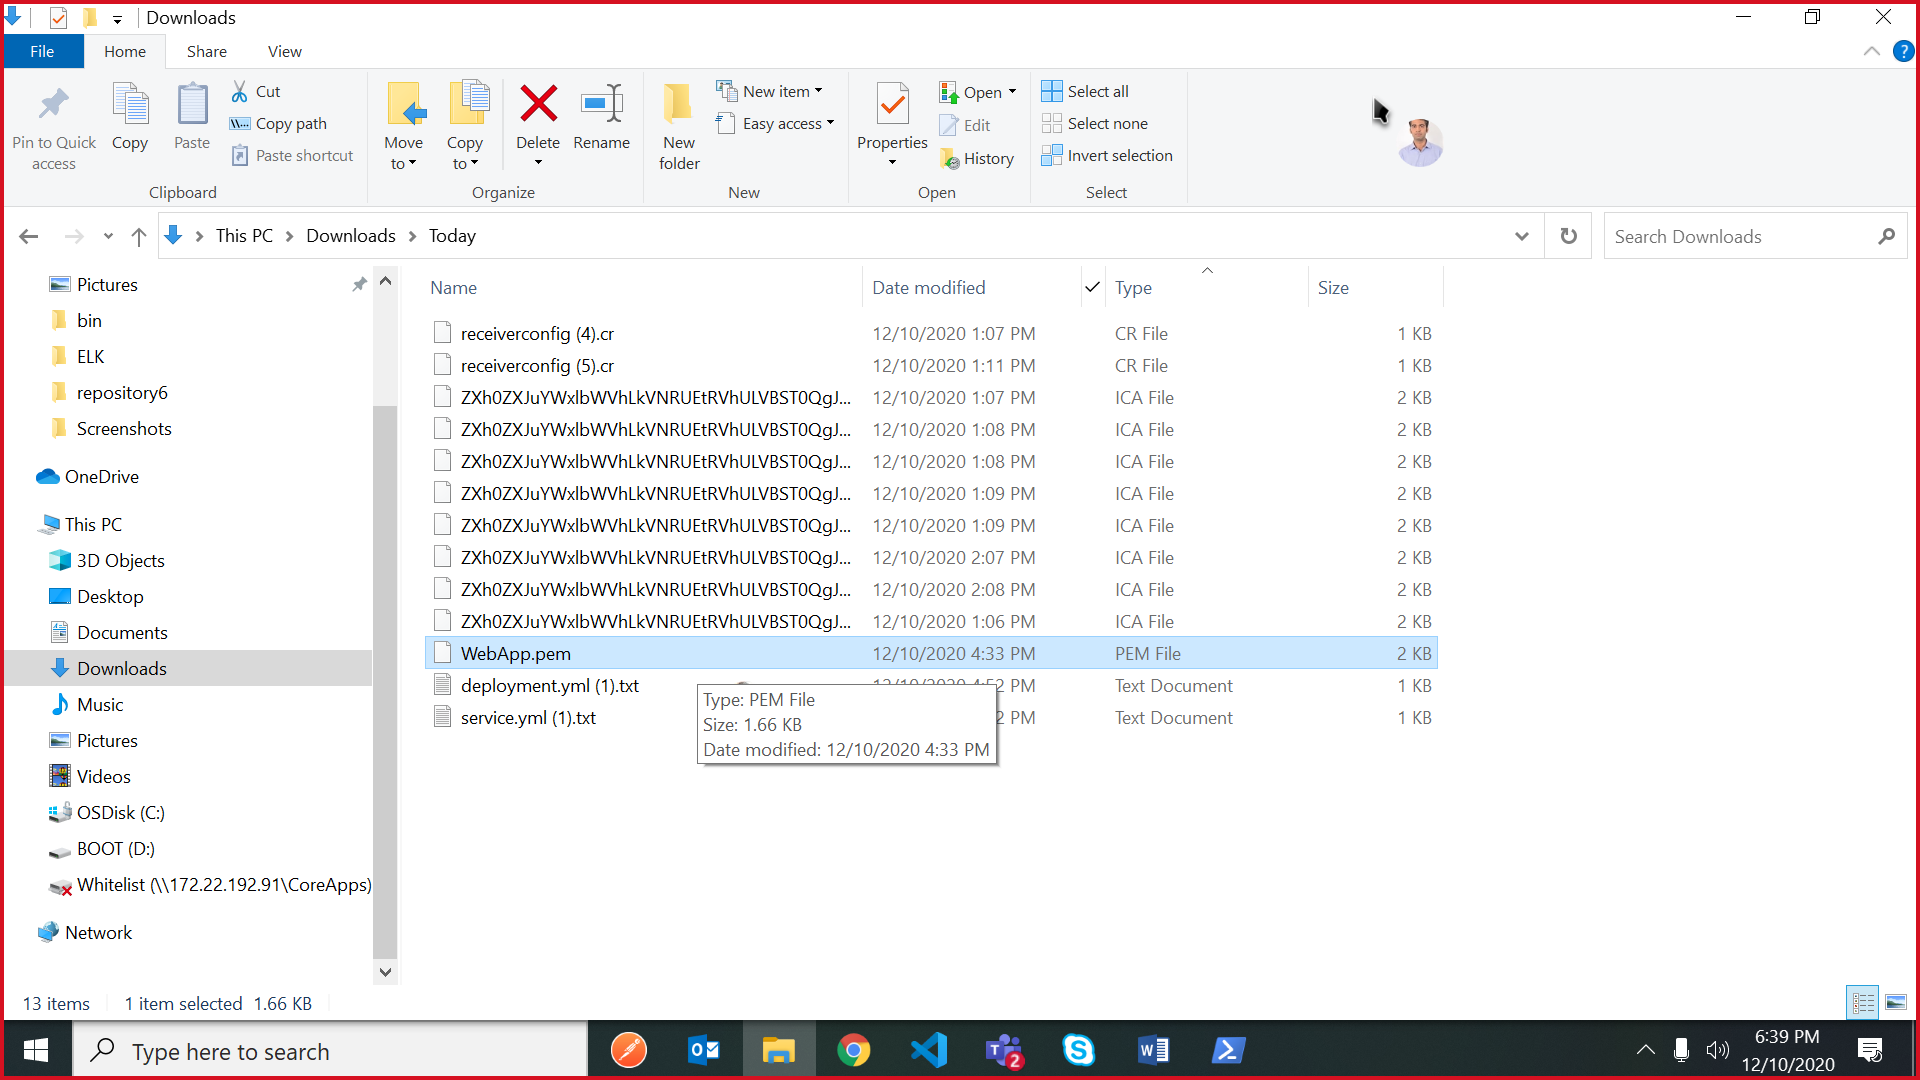 Downloads
File Home Share View
Pin to Quick access
Copy
Paste
Cut
Copy path
Paste shortcut
Clipboard
Move to
Copy to
Delete
Rename
Organize
New folder
New item
Easy access
New
Properties
Open
Edit
History
Open
Select all
Select none
Invert selection
Select
This PC Downloads Today
Search Downloads
Pictures
bin
ELK
repository6
Screenshots
OneDrive
This PC
3D Objects
Desktop
Documents
Downloads
Music
Pictures
Videos
OSDisk (C:)
BOOT (D:)
Whitelist (\\172.22.192.91\CoreApps)
Network
Name Date modified Type Size
receiverconfig (4).cr 12/10/2020 1:07 PM CR File 1 KB
receiverconfig (5).cr 12/10/2020 1:11 PM CR File 1 KB
ZXh0ZXJuYWxlbWVhLkVNRUEtRVhULVBST0QgJ... 12/10/2020 1:07 PM ICA File 2 KB
ZXh0ZXJuYWxlbWVhLkVNRUEtRVhULVBST0QgJ... 12/10/2020 1:08 PM ICA File 2 KB
ZXh0ZXJuYWxlbWVhLkVNRUEtRVhULVBST0QgJ... 12/10/2020 1:08 PM ICA File 2 KB
ZXh0ZXJuYWxlbWVhLkVNRUEtRVhULVBST0QgJ... 12/10/2020 1:09 PM ICA File 2 KB
ZXh0ZXJuYWxlbWVhLkVNRUEtRVhULVBST0QgJ... 12/10/2020 1:09 PM ICA File 2 KB
ZXh0ZXJuYWxlbWVhLkVNRUEtRVhULVBST0QgJ... 12/10/2020 2:07 PM ICA File 2 KB
ZXh0ZXJuYWxlbWVhLkVNRUEtRVhULVBST0QgJ... 12/10/2020 2:08 PM ICA File 2 KB
ZXh0ZXJuYWxlbWVhLkVNRUEtRVhULVBST0QgJ... 12/10/2020 1:06 PM ICA File 2 KB
WebApp.pem 12/10/2020 4:33 PM PEM File 2 KB
deployment.yml (1).txt 12/10/2020 4:52 PM Text Document 1 KB
service.yml (1).txt 2 PM Text Document 1 KB
Type: PEM File
Size: 1.66 KB
Date modified: 12/10/2020 4:33 PM
13 items 1 item selected 1.66 KB
Type here to search
2
6:39 PM
12/10/2020